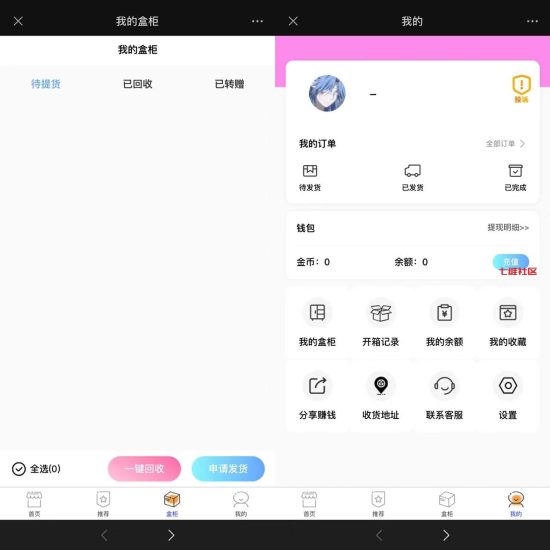 我的盒柜
我的盒柜
待提货 已回收 已转赠
全选(0) 一键回收 申请发货
首页 推荐 盒柜 我的
我的
我的订单 全部订单
待发货 已发货 已完成
钱包 提现明细>>
金币：0 余额：0 充值
七维社区
我的盒柜 开箱记录 我的余额 我的收藏
分享赚钱 收货地址 联系客服 设置
首页 推荐 盒柜 我的